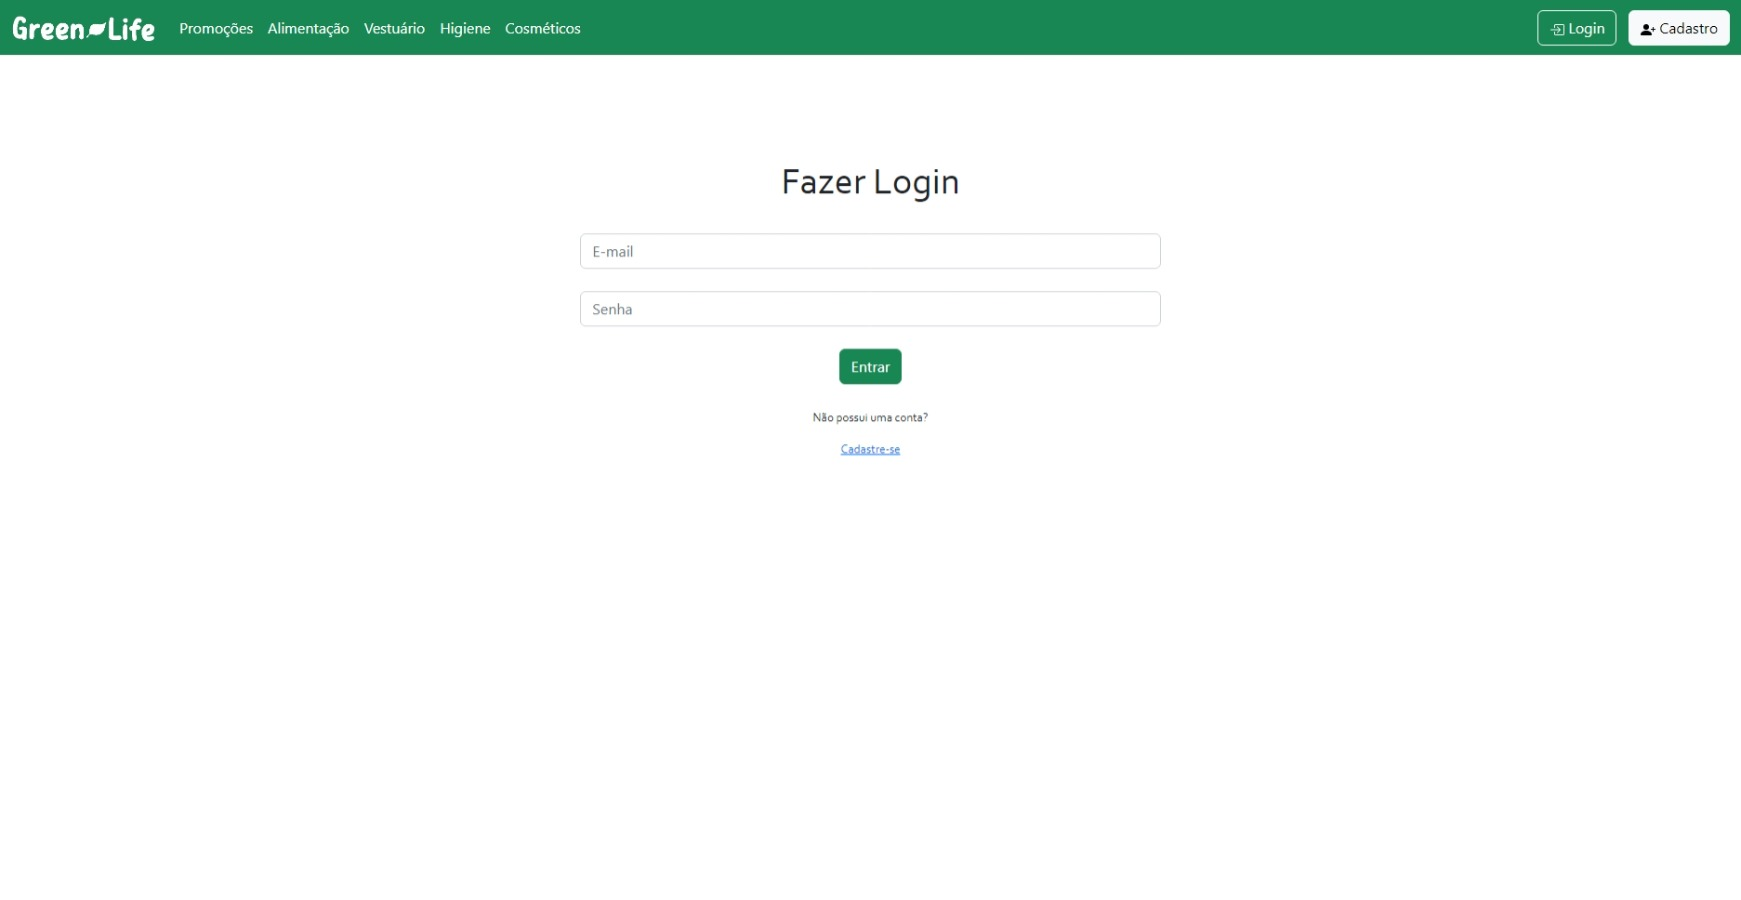 Green Life Promoções Alimentação Vestuário Higiene Cosméticos Login Cadastro
Fazer Login
E-mail
Senha
Entrar
Não possui uma conta?
Cadastre-se